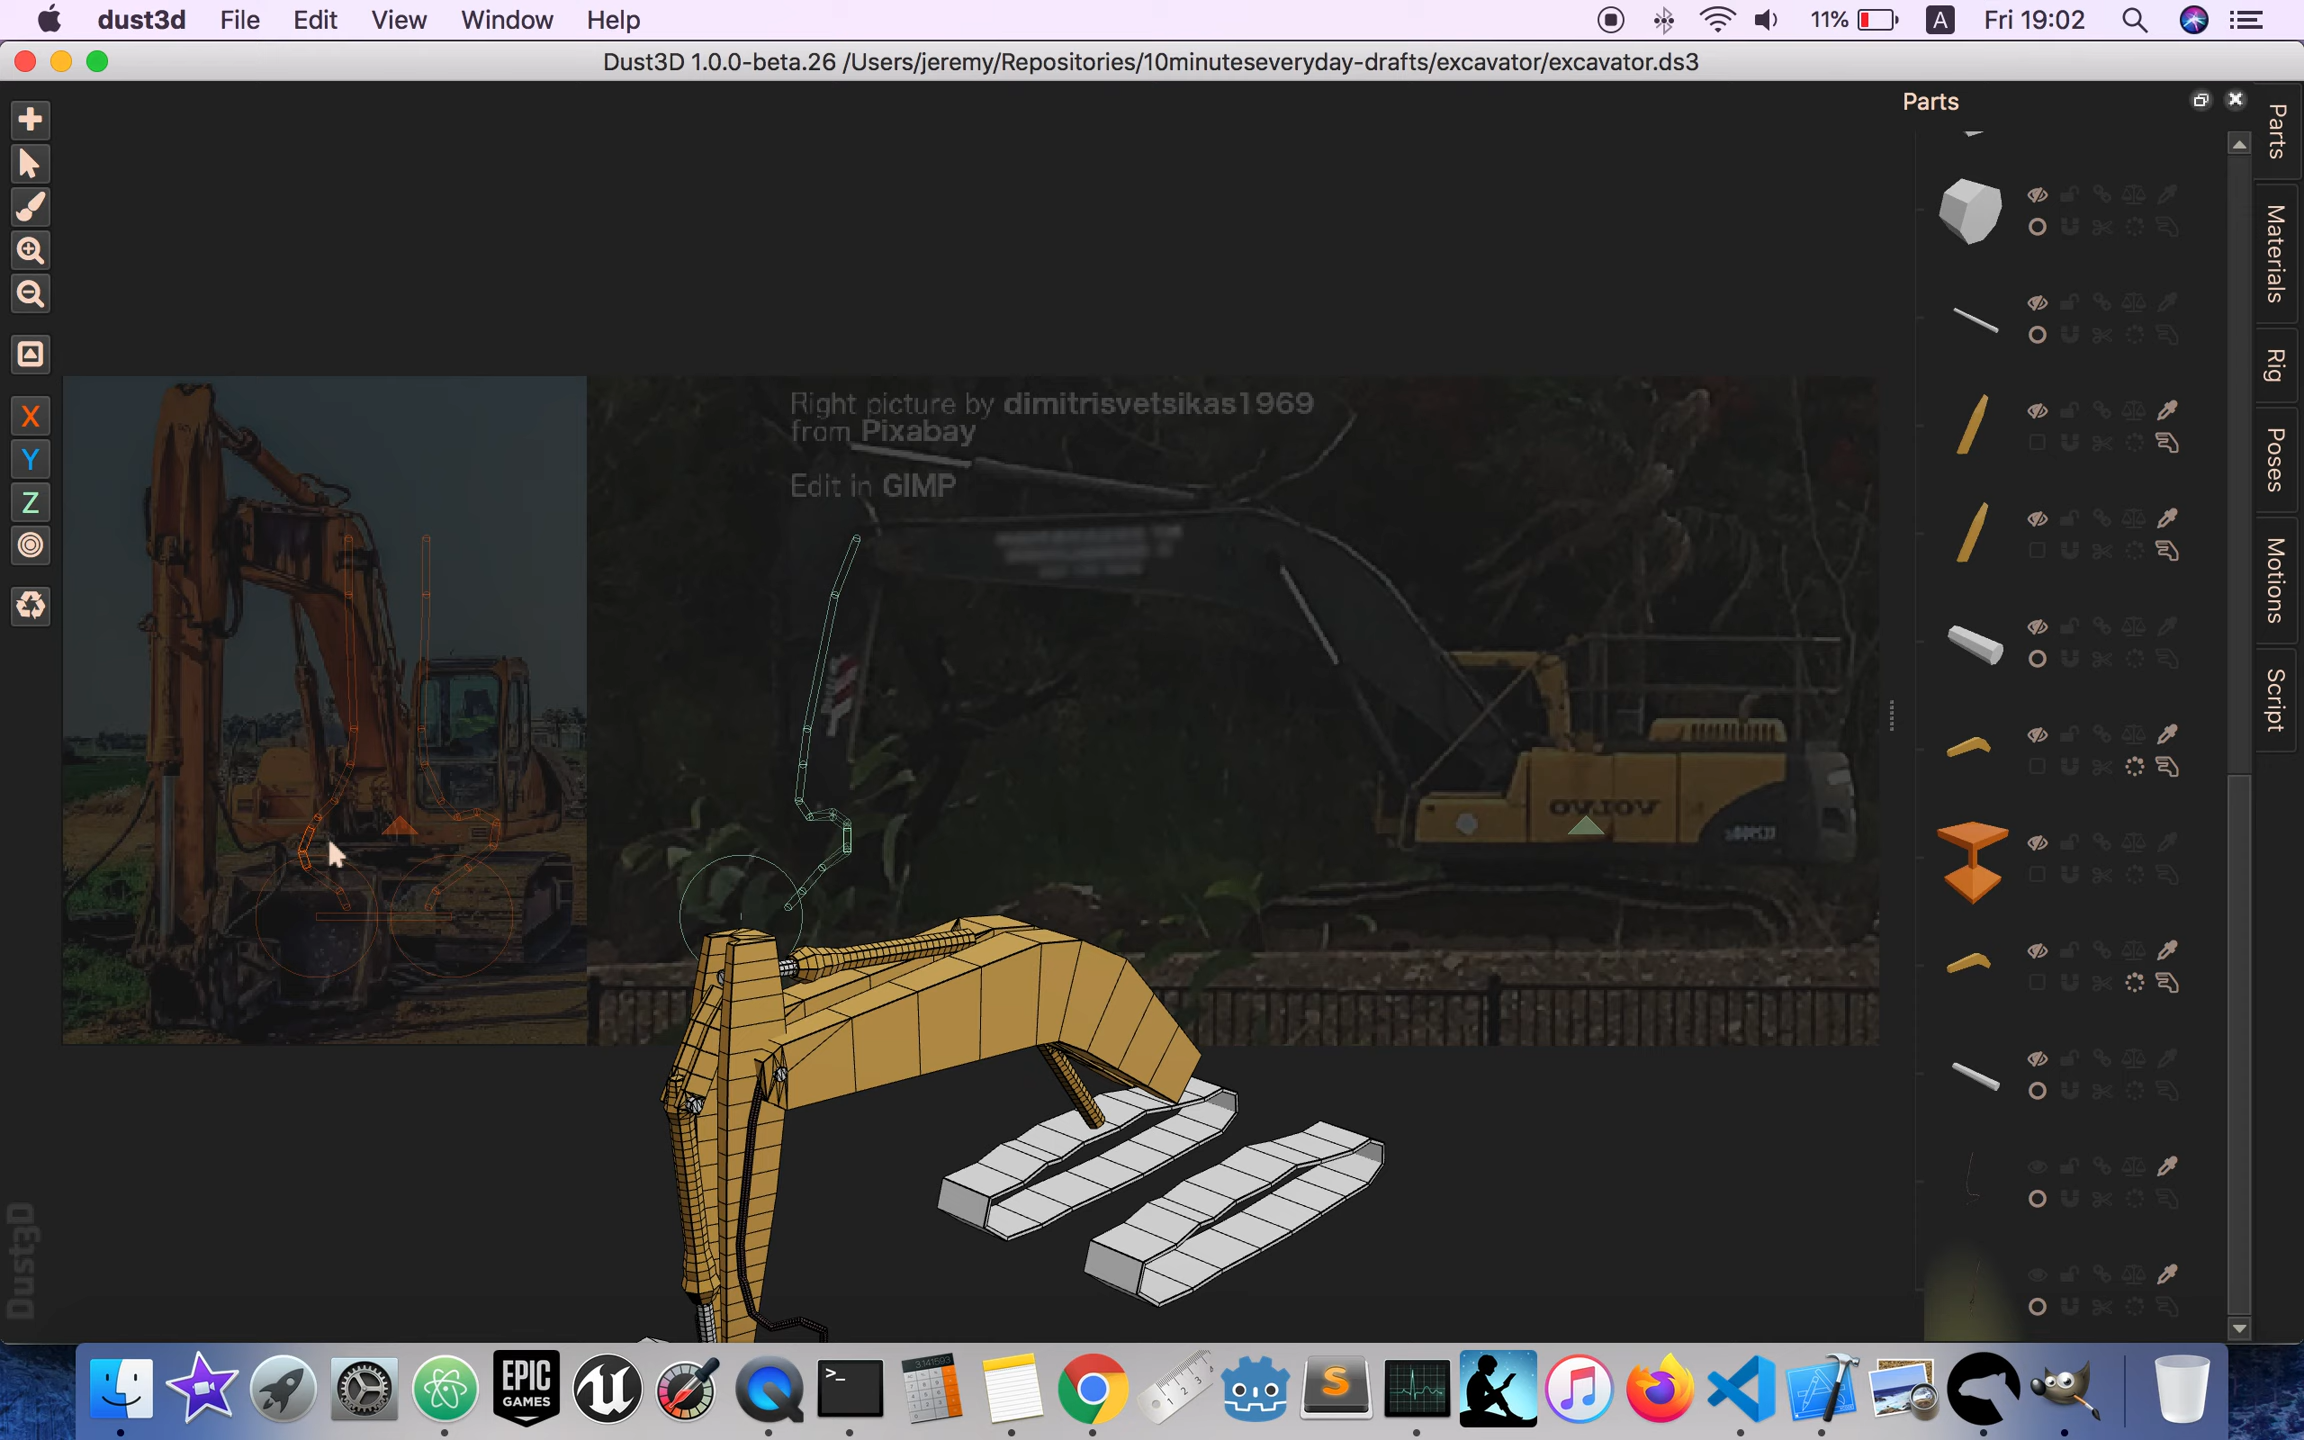 dust3d File Edit View Window Help 11% A Fri 19:02
Dust3D 1.0.0-beta.26 /Users/jeremy/Repositories/10minuteseveryday-drafts/excavator/excavator.ds3
Parts
Parts
Materials
Rig
Poses
Motions
Script
X
Y
Z
Right picture by dimitrisvetsikas1969
from Pixabay
Edit in GIMP
Dust3D
EPIC
GAMES
3.141593